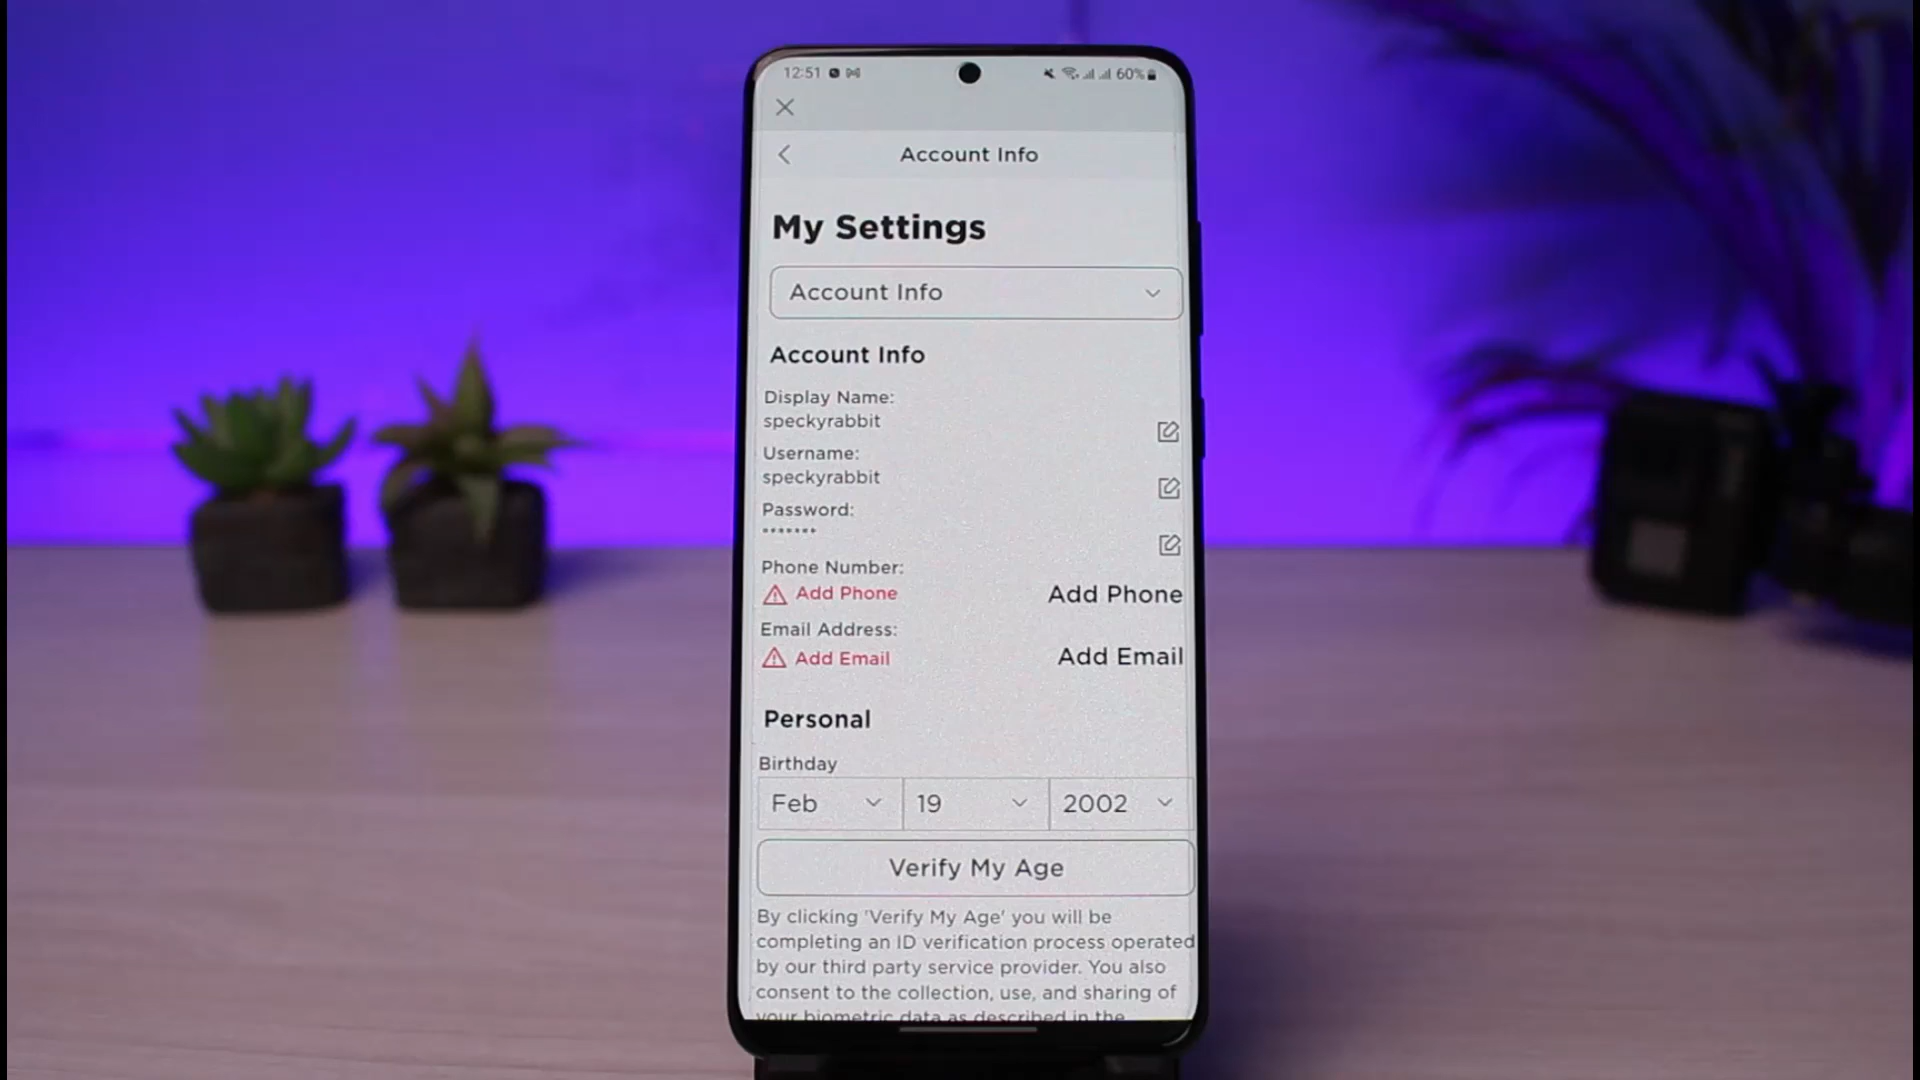 12:51 60%
Account Info
My Settings
Account Info
Account Info
Display Name:
speckyrabbit
Username:
speckyrabbit
Password:
*******
Phone Number:
Add Phone Add Phone
Email Address:
Add Email Add Email
Personal
Birthday
Feb 19 2002
Verify My Age
By clicking 'Verify My Age' you will be
completing an ID verification process operated
by our third party service provider. You also
consent to the collection, use, and sharing of
your biometric data as described in the